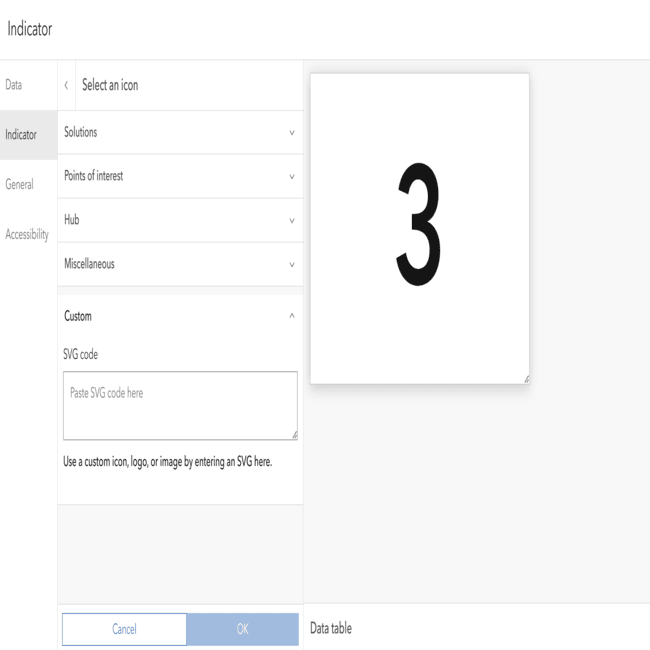 Indicator
Data
Indicator
General
Accessibility
Select an icon
Solutions
Points of interest
Hub
Miscellaneous
Custom
SVG code
Paste SVG code here
Use a custom icon, logo, or image by entering an SVG here.
Cancel
OK
3
Data table